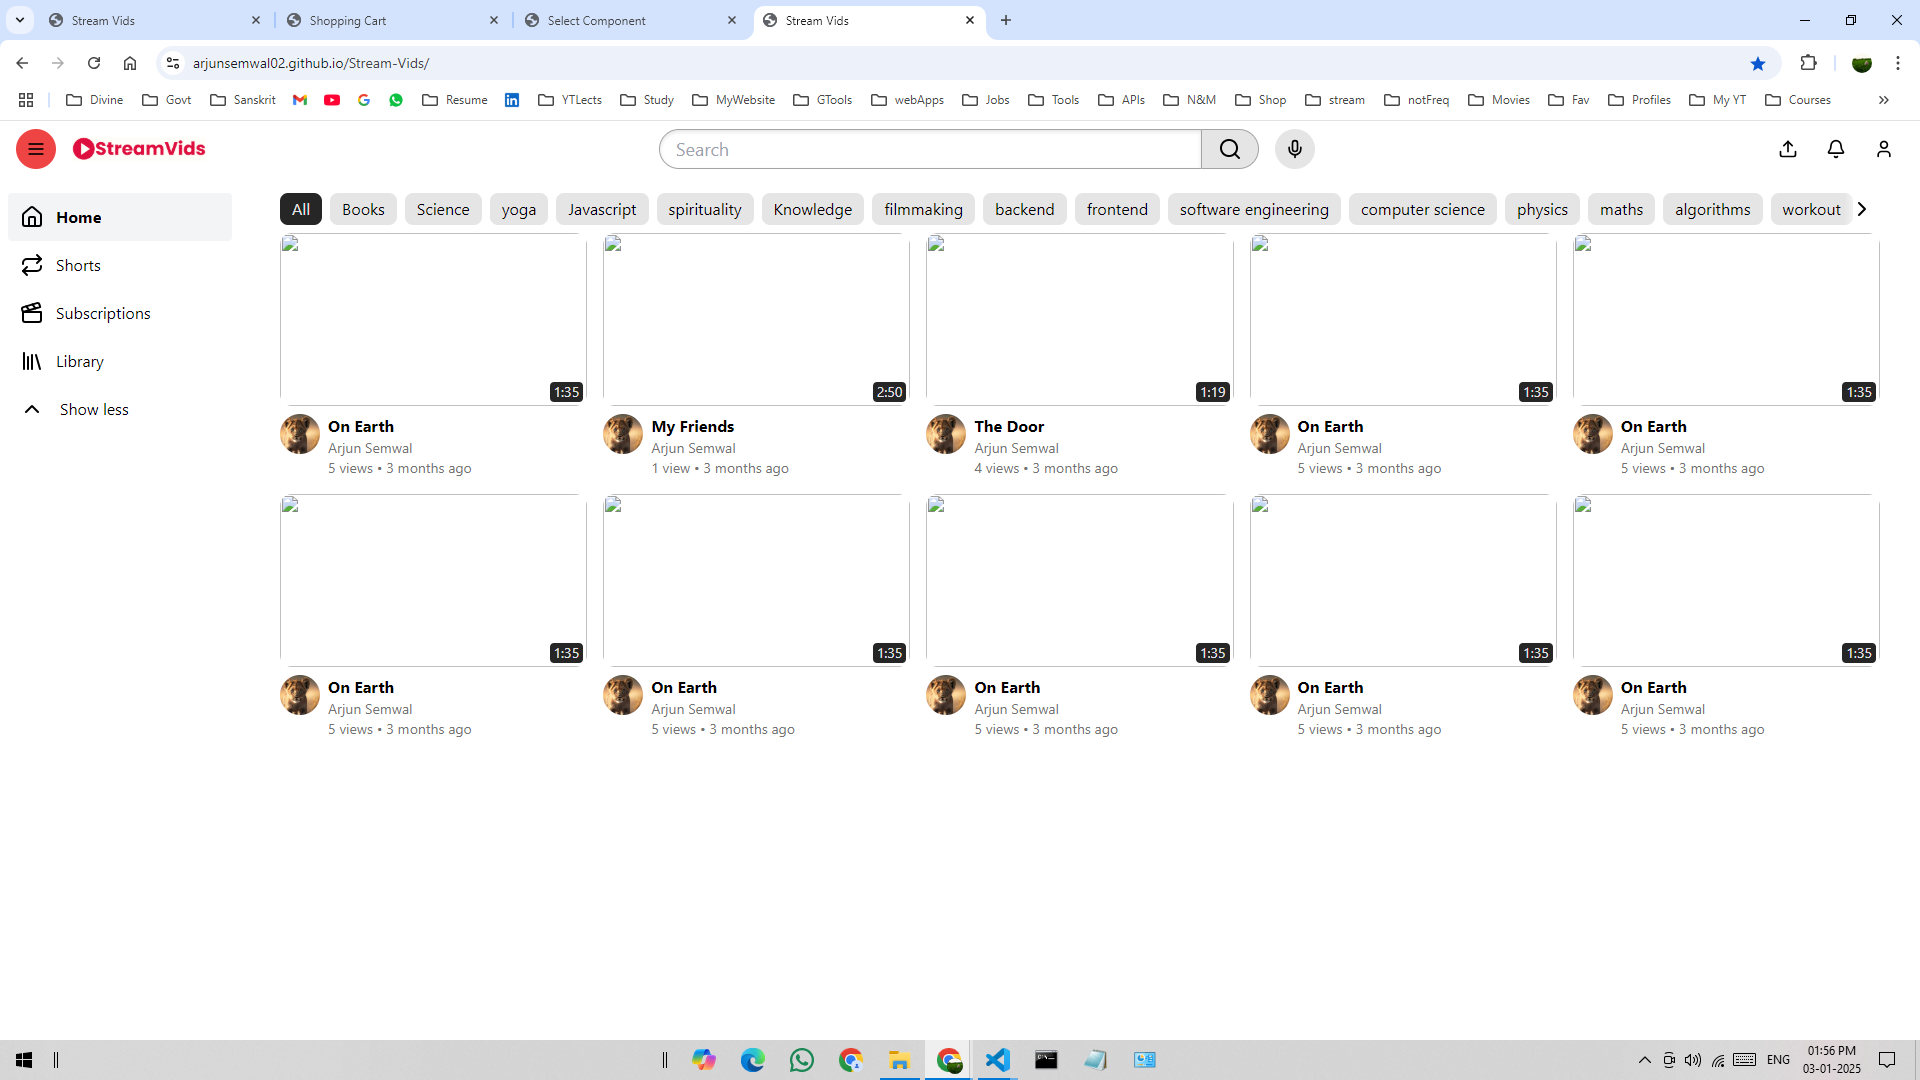 Stream Vids
Shopping Cart
Select Component
Stream Vids
arjunsemwal02.github.io/Stream-Vids/
Divine Govt Sanskrit Resume YTLects Study MyWebsite GTools webApps Jobs Tools APIs N&M Shop stream notFreq Movies Fav Profiles My YT Courses
StreamVids
Search
Home
Shorts
Subscriptions
Library
Show less
All Books Science yoga Javascript spirituality Knowledge filmmaking backend frontend software engineering computer science physics maths algorithms workout
1:35 2:50 1:19 1:35 1:35
On Earth
Arjun Semwal
5 views • 3 months ago
My Friends
Arjun Semwal
1 view • 3 months ago
The Door
Arjun Semwal
4 views • 3 months ago
On Earth
Arjun Semwal
5 views • 3 months ago
On Earth
Arjun Semwal
5 views • 3 months ago
1:35 1:35 1:35 1:35 1:35
On Earth
Arjun Semwal
5 views • 3 months ago
On Earth
Arjun Semwal
5 views • 3 months ago
On Earth
Arjun Semwal
5 views • 3 months ago
On Earth
Arjun Semwal
5 views • 3 months ago
On Earth
Arjun Semwal
5 views • 3 months ago
ENG
01:56 PM
03-01-2025